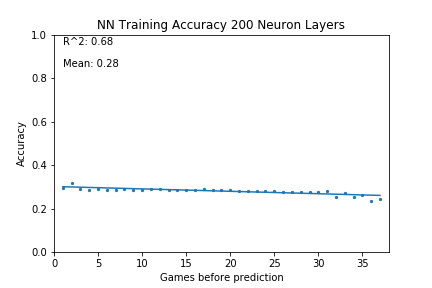 NN Training Accuracy 200 Neuron Layers
R^2: 0.68
Mean: 0.28
Accuracy
1.0
0.8
0.6
0.4
0.2
0.0
0 5 10 15 20 25 30 35
Games before prediction